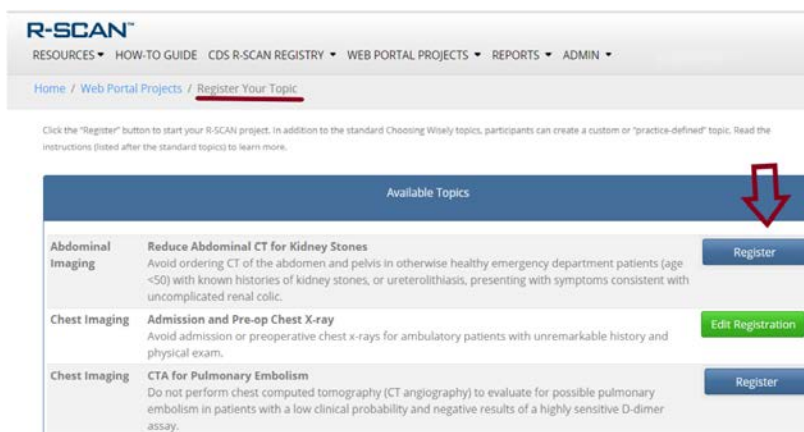 R-SCAN™
RESOURCES HOW-TO GUIDE CDS R-SCAN REGISTRY WEB PORTAL PROJECTS REPORTS ADMIN
Home / Web Portal Projects / Register Your Topic
Click the "Register" button to start your R-SCAN project. In addition to the standard Choosing Wisely topics, participants can create a custom or "practice-defined" topic. Read the
instructions (listed after the standard topics) to learn more.
Available Topics
Abdominal Imaging
Reduce Abdominal CT for Kidney Stones
Avoid ordering CT of the abdomen and pelvis in otherwise healthy emergency department patients (age
<50) with known histories of kidney stones, or ureterolithiasis, presenting with symptoms consistent with
uncomplicated renal colic.
Register
Chest Imaging
Admission and Pre-op Chest X-ray
Avoid admission or preoperative chest x-rays for ambulatory patients with unremarkable history and
physical exam.
Edit Registration
Chest Imaging
CTA for Pulmonary Embolism
Do not perform chest computed tomography (CT angiography) to evaluate for possible pulmonary
embolism in patients with a low clinical probability and negative results of a highly sensitive D-dimer
assay.
Register